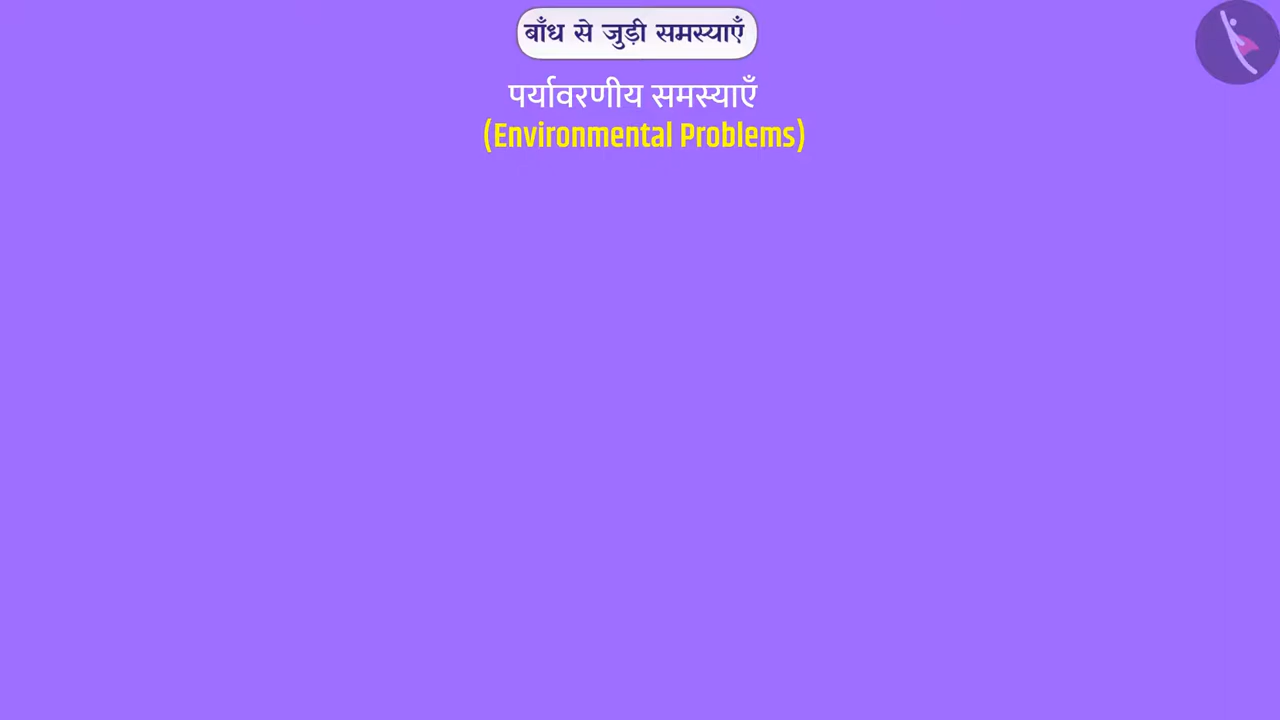 बाँध से जुड़ी समस्याएँ
पर्यावरणीय समस्याएँ
(Environmental Problems)